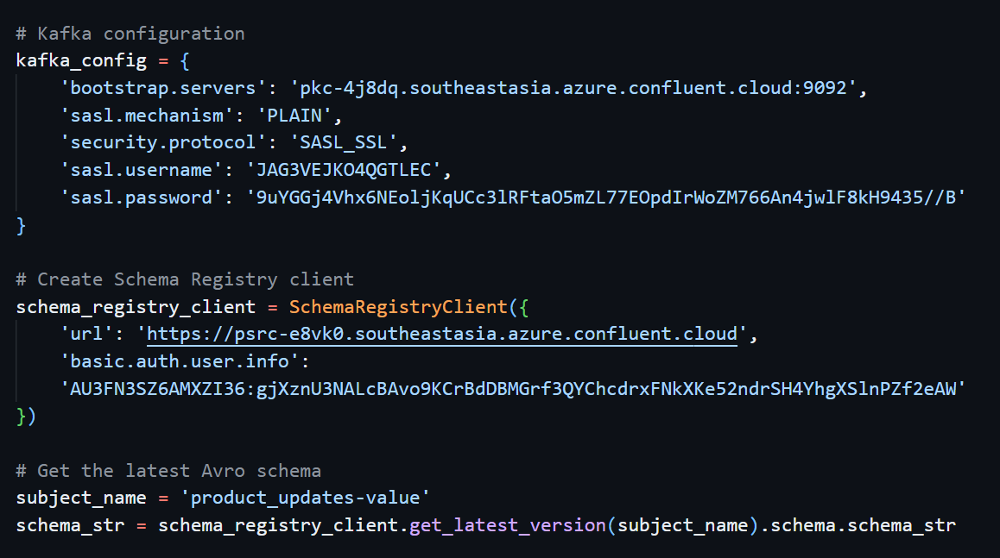 # Kafka configuration
kafka_config = {
'bootstrap.servers': 'pkc-4j8dq.southeastasia.azure.confluent.cloud:9092',
'sasl.mechanism': 'PLAIN',
'security.protocol': 'SASL_SSL',
'sasl.username': 'JAG3VEJKO4QGTLEC',
'sasl.password': '9uYGGj4Vhx6NEoljKqUCc3lRFtaO5mZL77EOpdIrWoZM766An4jwlF8kH9435//B'
}
# Create Schema Registry client
schema_registry_client = SchemaRegistryClient({
'url': 'https://psrc-e8vk0.southeastasia.azure.confluent.cloud',
'basic.auth.user.info':
'AU3FN3SZ6AMXZI36:gjXznU3NALcBAvo9KCrBdDBMGrf3QYChcdrxFNkXKe52ndrSH4YhgXSlnPZf2eAW'
})
# Get the latest Avro schema
subject_name = 'product_updates-value'
schema_str = schema_registry_client.get_latest_version(subject_name).schema.schema_str